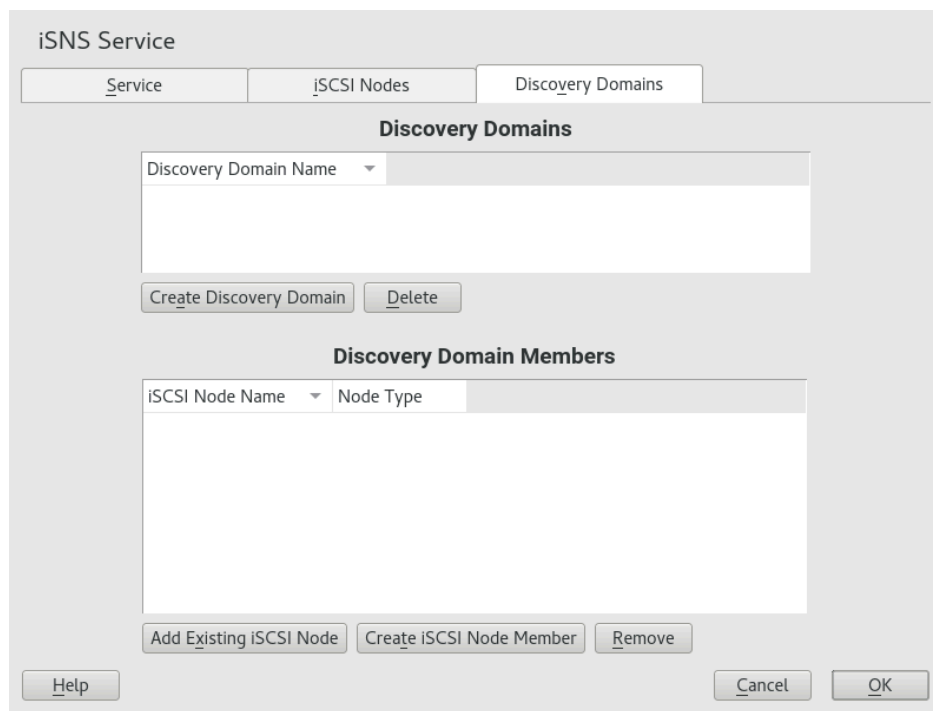 iSNS Service
Service iSCSI Nodes Discovery Domains
Discovery Domains
Discovery Domain Name
Create Discovery Domain Delete
Discovery Domain Members
iSCSI Node Name Node Type
Add Existing iSCSI Node Create iSCSI Node Member Remove
Help Cancel OK